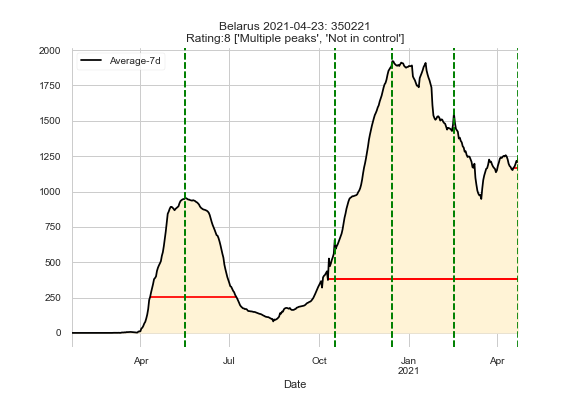 Belarus 2021-04-23: 350221
Rating:8 ['Multiple peaks', 'Not in control']
2000
Average-7d
1750
1500
1250
1000
750
500
250
0
Apr
Jul
Oct
Jan
2021
Apr
Date